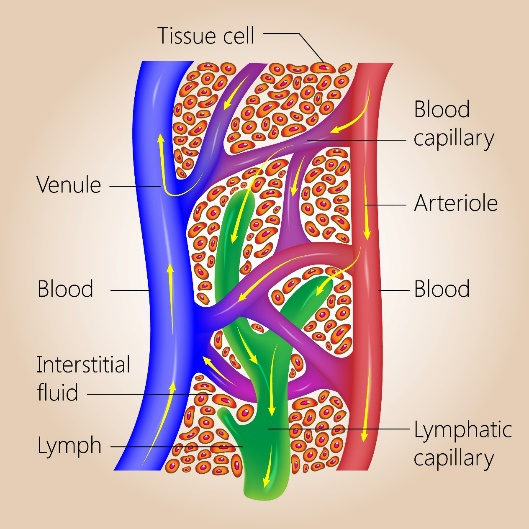 Tissue cell
Blood
capillary
Venule
Arteriole
Blood
Blood
Interstitial
fluid
Lymph
Lymphatic
capillary